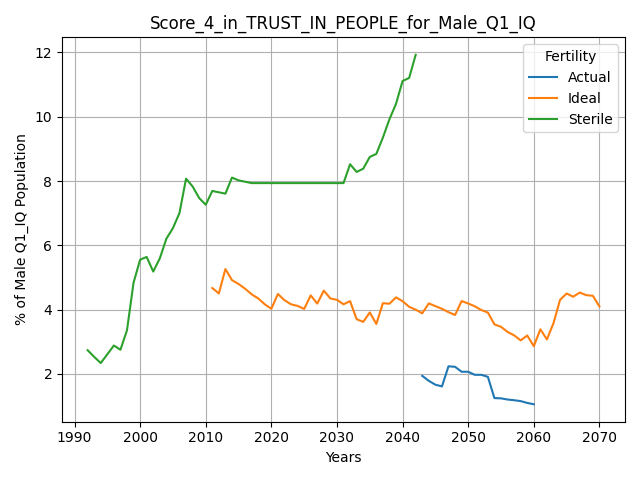 Score_4_in_TRUST_IN_PEOPLE_for_Male_Q1_IQ
Fertility
Actual
Ideal
Sterile
% of Male Q1_IQ Population
12
10
8
6
4
2
1990
2000
2010
2020
2030
2040
2050
2060
2070
Years